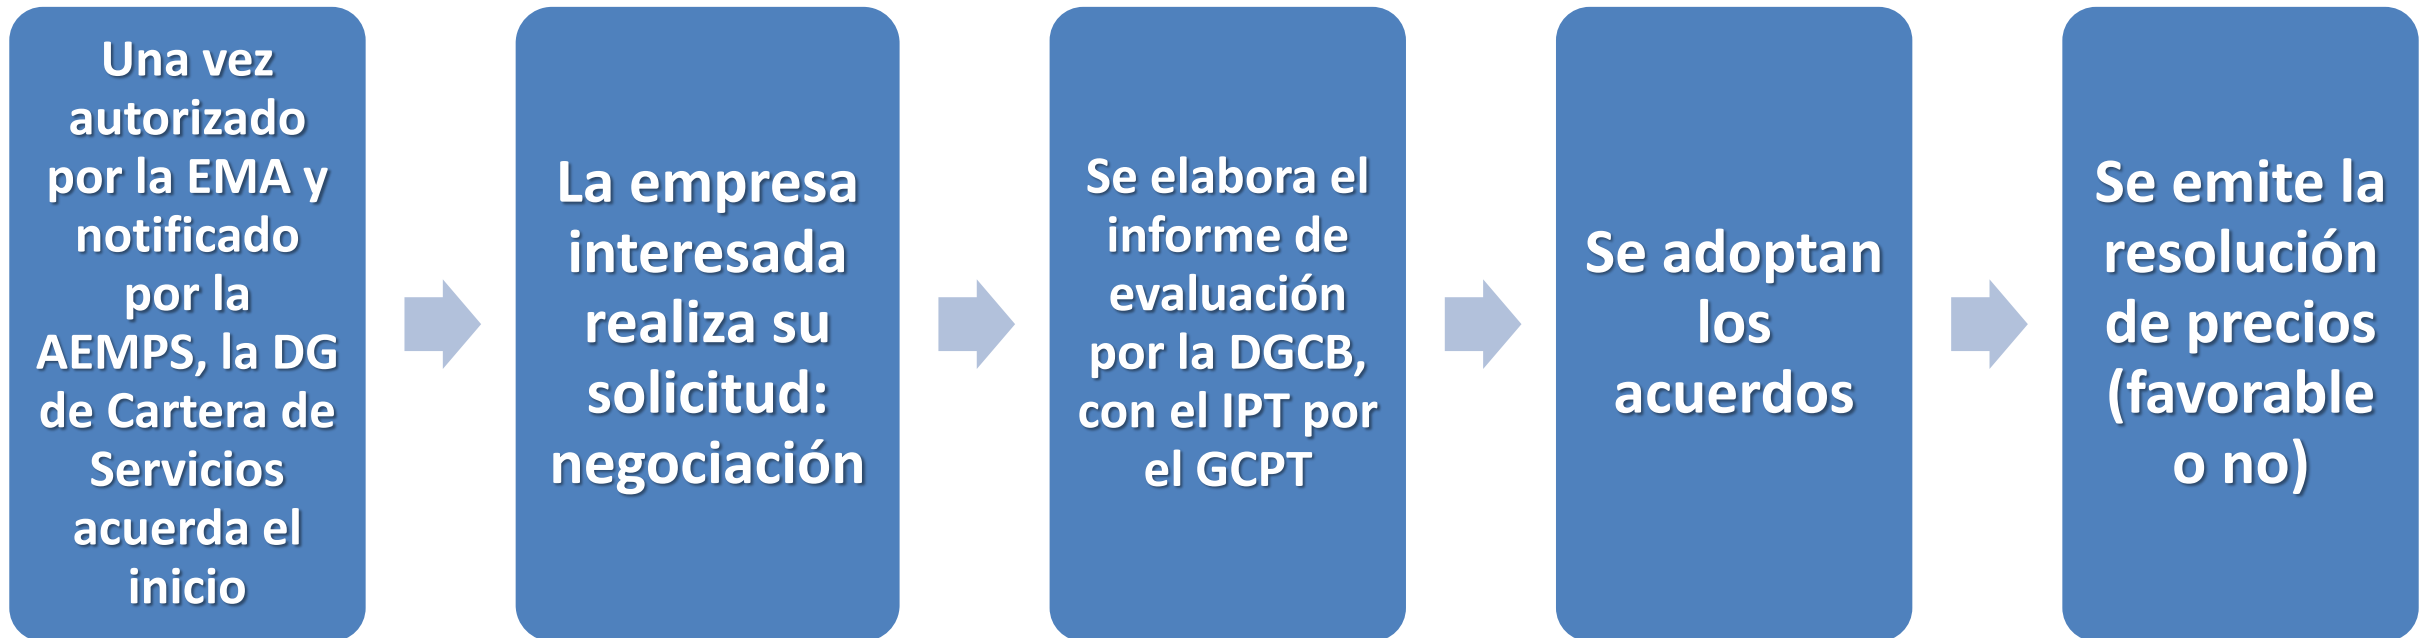 Una vez
autorizado
por la EMA y
notificado
por la
AEMPS, la DG
de Cartera de
Servicios
acuerda el
inicio
La empresa
interesada
realiza su
solicitud:
negociación
Se elabora el
informe de
evaluación
por la DGCB,
con el IPT por
el GCPT
Se adoptan
los
acuerdos
Se emite la
resolución
de precios
(favorable
o no)